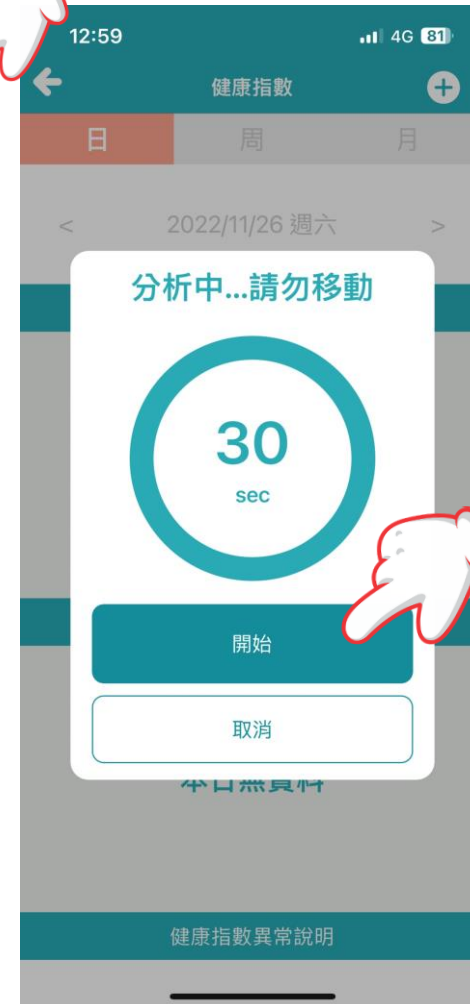 12:59 4G 81
健康指數
日 周 月
< 2022/11/26 週六 >
分析中...請勿移動
30
sec
開始
取消
本日無資料
健康指數異常說明